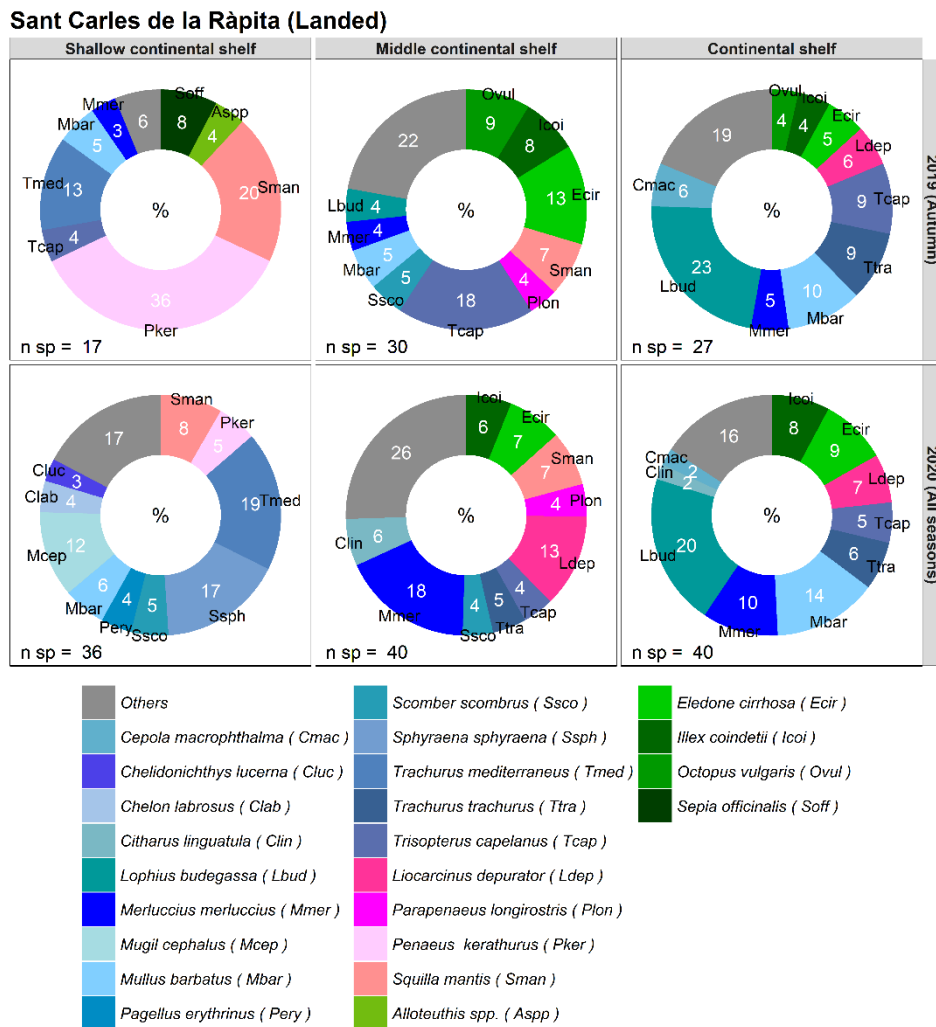 Sant Carles de la Ràpita (Landed)
Shallow continental shelf
Middle continental shelf
Continental shelf
Soff
8
Aspp
4
Sman
20
Pker
36
Tcap
4
Tmed
13
Mbar
5
Mmer
3
6
%
n sp = 17
Ovul
9
Icoi
8
Ecir
13
Sman
7
Plon
4
Tcap
18
Ssco
5
Mbar
5
Mmer
4
Lbud
4
22
%
n sp = 30
Ovul
4
Icoi
4
Ecir
5
Ldep
6
Tcap
9
Ttra
9
Mbar
10
Mmer
5
Lbud
23
Cmac
6
19
%
n sp = 27
2019 (Autumn)
Sman
8
Pker
5
Tmed
19
Ssph
17
Ssco
5
Pery
4
Mbar
6
Mcep
12
Clab
4
Cluc
3
17
%
n sp = 36
Icoi
6
Ecir
7
Sman
7
Plon
4
Ldep
13
Tcap
4
Ttra
5
Ssco
4
Mmer
18
Clin
6
26
%
n sp = 40
Icoi
8
Ecir
9
Ldep
7
Tcap
5
Ttra
6
Mbar
14
Mmer
10
Lbud
20
Clin
2
Cmac
2
16
%
n sp = 40
2020 (All seasons)
Others
Cepola macrophthalma ( Cmac )
Chelidonichthys lucerna ( Cluc )
Chelon labrosus ( Clab )
Citharus linguatula ( Clin )
Lophius budegassa ( Lbud )
Merluccius merluccius ( Mmer )
Mugil cephalus ( Mcep )
Mullus barbatus ( Mbar )
Pagellus erythrinus ( Pery )
Scomber scombrus ( Ssco )
Sphyraena sphyraena ( Ssph )
Trachurus mediterraneus ( Tmed )
Trachurus trachurus ( Ttra )
Trisopterus capelanus ( Tcap )
Liocarcinus depurator ( Ldep )
Parapenaeus longirostris ( Plon )
Penaeus kerathurus ( Pker )
Squilla mantis ( Sman )
Alloteuthis spp. ( Aspp )
Eledone cirrhosa ( Ecir )
Illex coindetii ( Icoi )
Octopus vulgaris ( Ovul )
Sepia officinalis ( Soff )